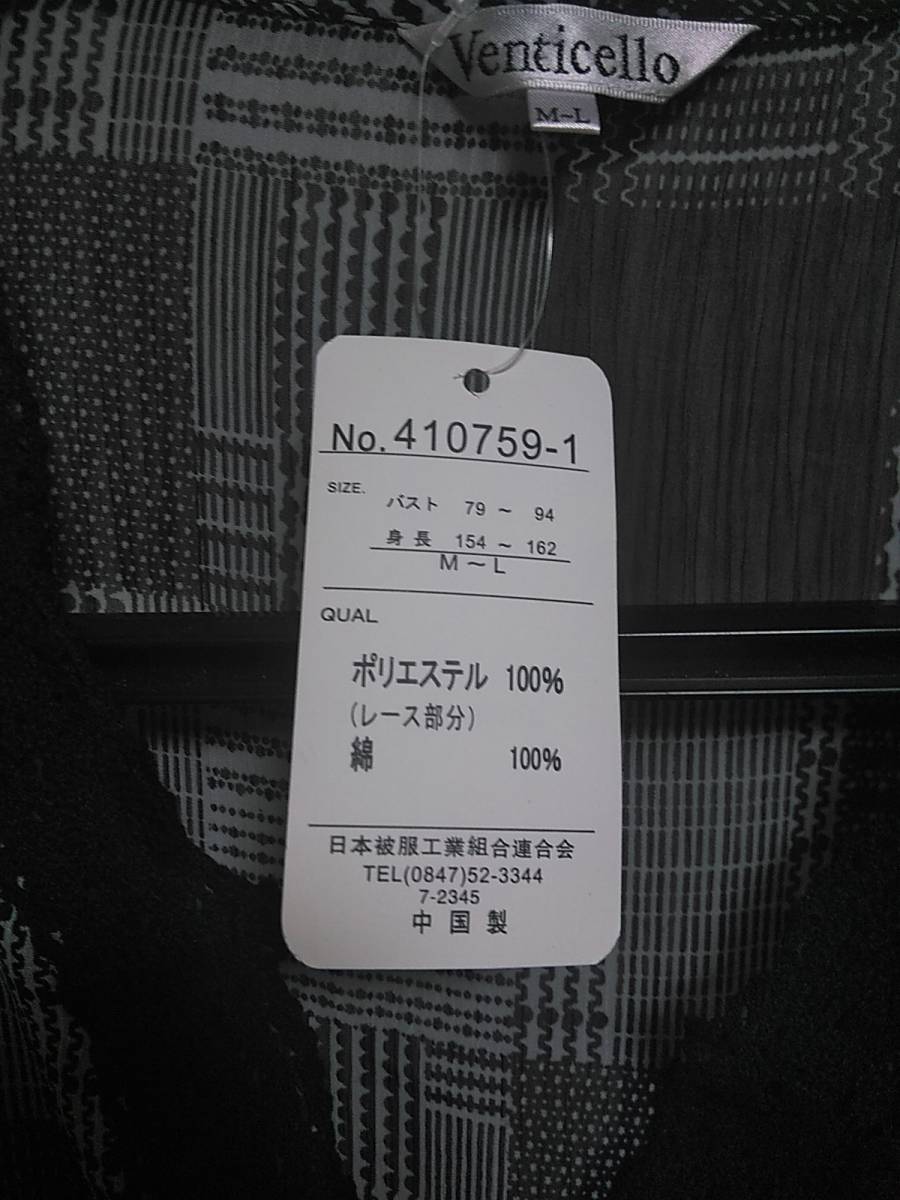 Venticello
M-L
No. 410759-1
SIZE. バスト 79 ～ 94
身長 154 ～ 162
M ～ L
QUAL
ポリエステル 100%
(レース部分)
綿 100%
日本被服工業組合連合会
TEL(0847)52-3344
7-2345
中国製